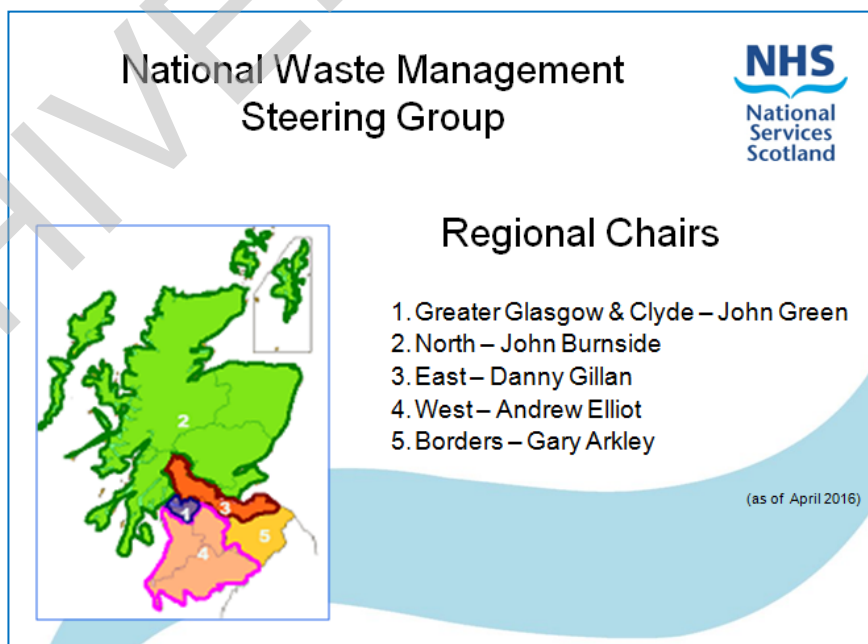 National Waste Management
Steering Group
NHS
National
Services
Scotland
Regional Chairs
1. Greater Glasgow & Clyde – John Green
2. North – John Burnside
3. East – Danny Gillan
4. West – Andrew Elliot
5. Borders – Gary Arkley
(as of April 2016)
2
1
3
4
5